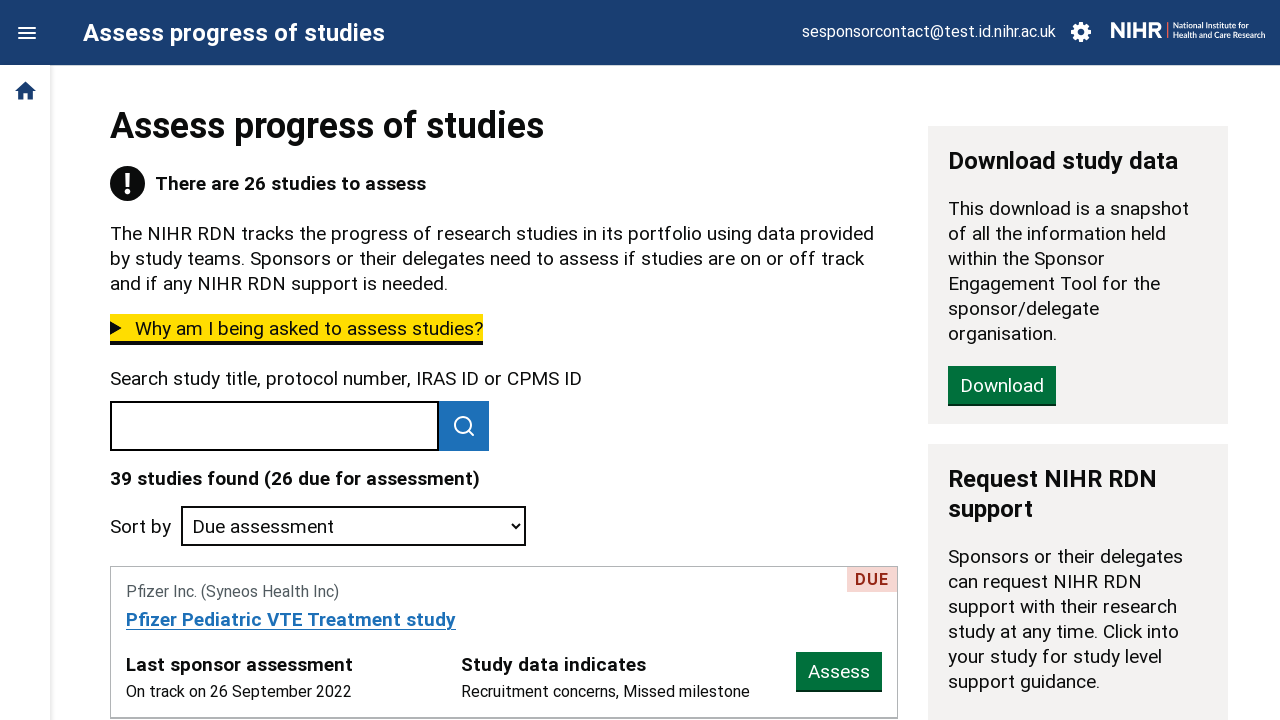 Assess progress of studies
sesponsorcontact@test.id.nihr.ac.uk
NIHR
National Institute for
Health and Care Research
Assess progress of studies
There are 26 studies to assess
The NIHR RDN tracks the progress of research studies in its portfolio using data provided
by study teams. Sponsors or their delegates need to assess if studies are on or off track
and if any NIHR RDN support is needed.
Why am I being asked to assess studies?
Search study title, protocol number, IRAS ID or CPMS ID
39 studies found (26 due for assessment)
Sort by
Due assessment
Pfizer Inc. (Syneos Health Inc)
DUE
Pfizer Pediatric VTE Treatment study
Last sponsor assessment
On track on 26 September 2022
Study data indicates
Recruitment concerns, Missed milestone
Assess
Download study data
This download is a snapshot
of all the information held
within the Sponsor
Engagement Tool for the
sponsor/delegate
organisation.
Download
Request NIHR RDN
support
Sponsors or their delegates
can request NIHR RDN
support with their research
study at any time. Click into
your study for study level
support guidance.